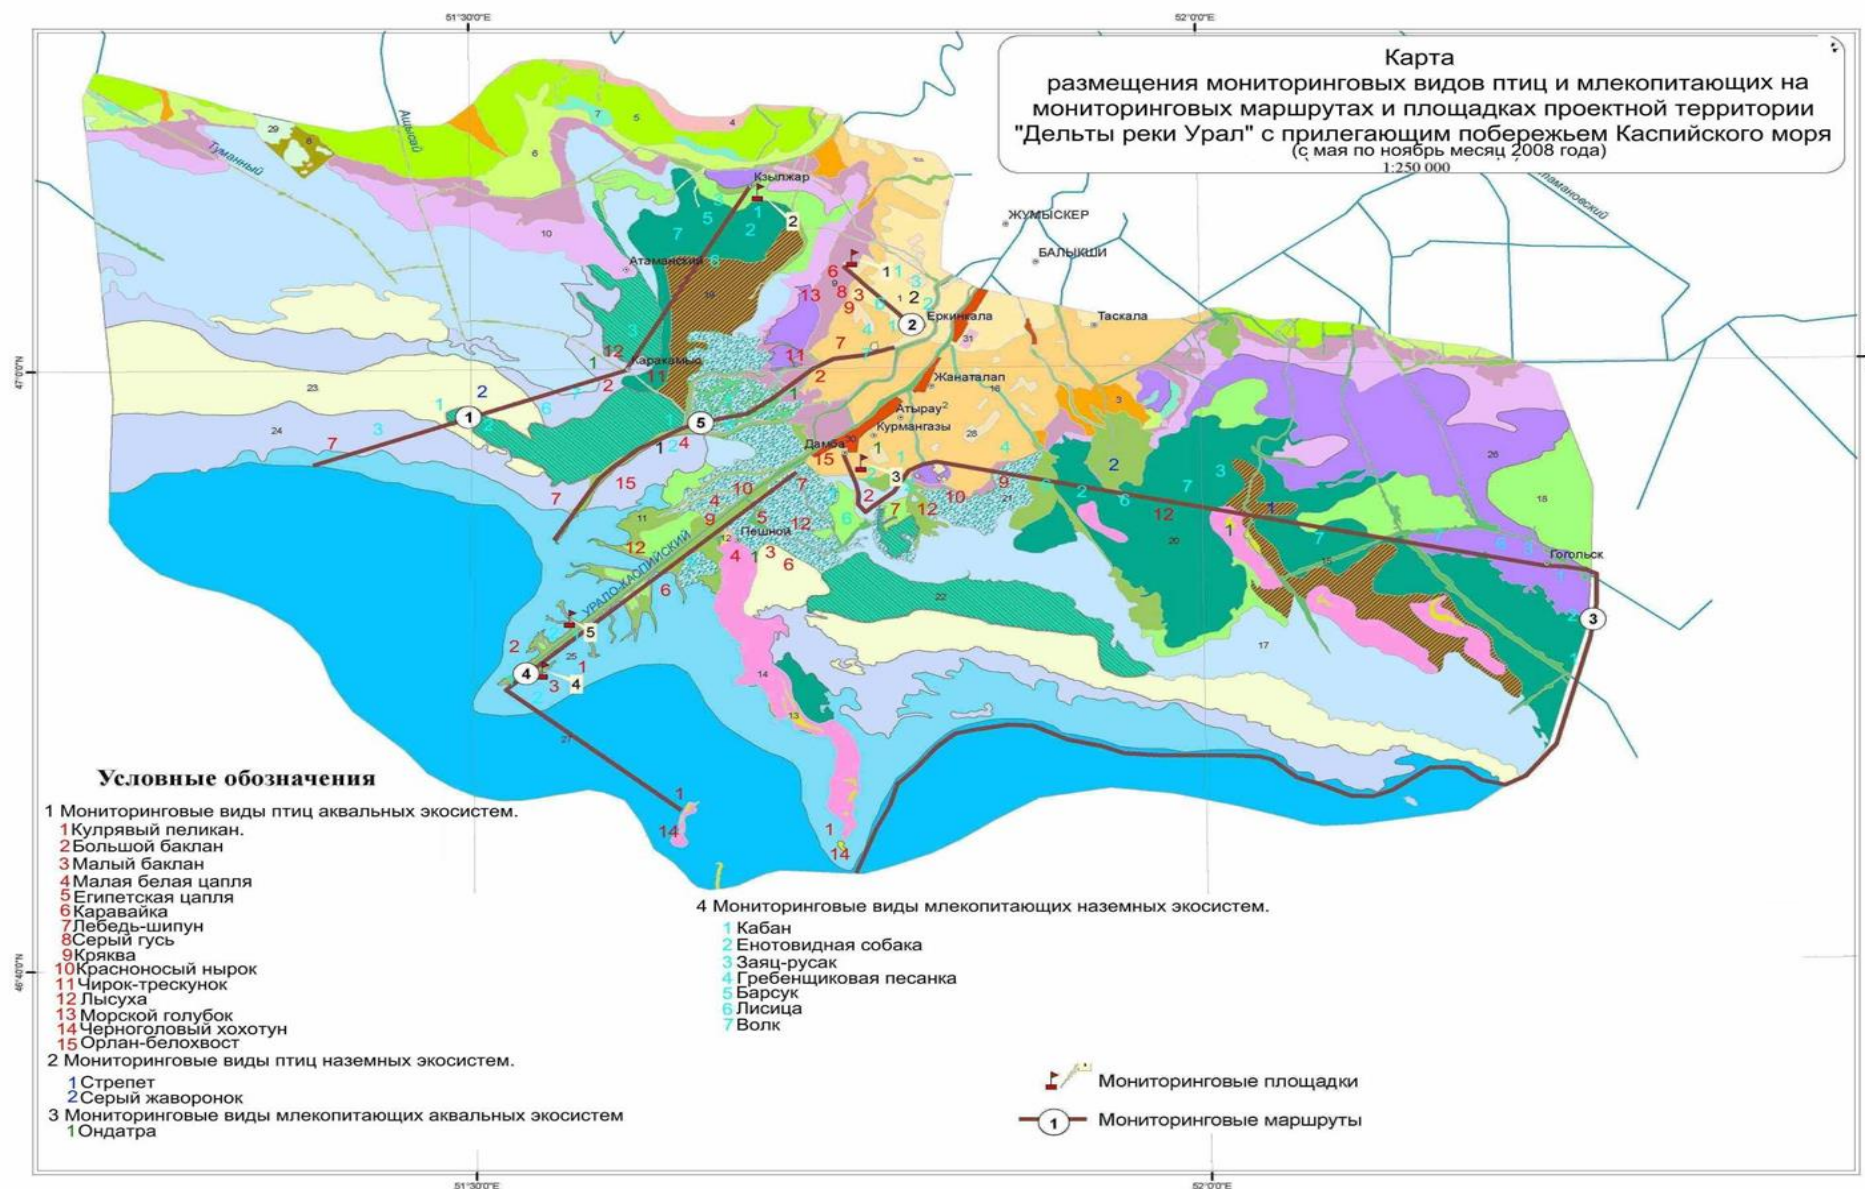 51°30'0"E
52°0'0"E
Карта
размещения мониторинговых видов птиц и млекопитающих на
мониторинговых маршрутах и площадках проектной территории
"Дельты реки Урал" с прилегающим побережьем Каспийского моря
(с мая по ноябрь месяц 2008 года)
1:250 000
Ащысай
Туманный
Кзылжар
Атаманский
ЖУМЫСКЕР
БАЛЫКШИ
Еркинкала
Таскала
Каракамыс
Жанаталап
Атырау
Курмангазы
Дамба
Пешной
УРАЛО-КАСПИЙСКИЙ
Гогольск
47°0'0"N
46°40'0"N
Условные обозначения
1 Мониторинговые виды птиц аквальных экосистем.
1 Кулрявый пеликан.
2 Большой баклан
3 Малый баклан
4 Малая белая цапля
5 Египетская цапля
6 Каравайка
7 Лебедь-шипун
8 Серый гусь
9 Кряква
10 Красноносый нырок
11 Чирок-трескунок
12 Лысуха
13 Морской голубок
14 Черноголовый хохотун
15 Орлан-белохвост
2 Мониторинговые виды птиц наземных экосистем.
1 Стрепет
2 Серый жаворонок
3 Мониторинговые виды млекопитающих аквальных экосистем
1 Ондатра
4 Мониторинговые виды млекопитающих наземных экосистем.
1 Кабан
2 Енотовидная собака
3 Заяц-русак
4 Гребенщиковая песанка
5 Барсук
6 Лисица
7 Волк
Мониторинговые площадки
1 Мониторинговые маршруты
51°30'0"E
52°0'0"E